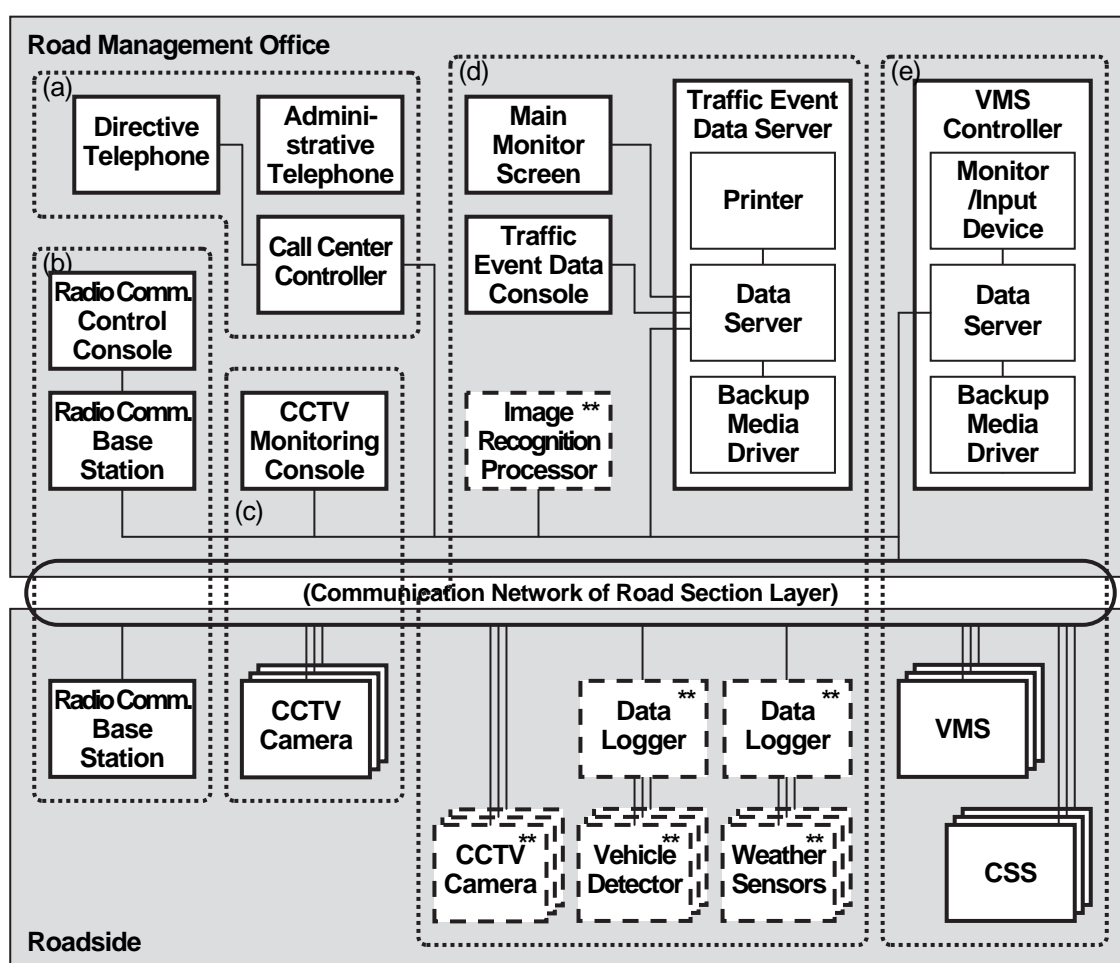 Road Management Office
(a)
Directive
Telephone
Admini-
strative
Telephone
Call Center
Controller
(b)
Radio Comm.
Control
Console
Radio Comm.
Base
Station
CCTV
Monitoring
Console
(c)
(d)
Main
Monitor
Screen
Traffic
Event Data
Console
Image **
Recognition
Processor
Traffic Event
Data Server
Printer
Data
Server
Backup
Media
Driver
(e)
VMS
Controller
Monitor
/Input
Device
Data
Server
Backup
Media
Driver
(Communication Network of Road Section Layer)
Radio Comm.
Base
Station
CCTV
Camera
Data **
Logger
Data **
Logger
VMS
CCTV **
Camera
Vehicle **
Detector
Weather **
Sensors
CSS
Roadside